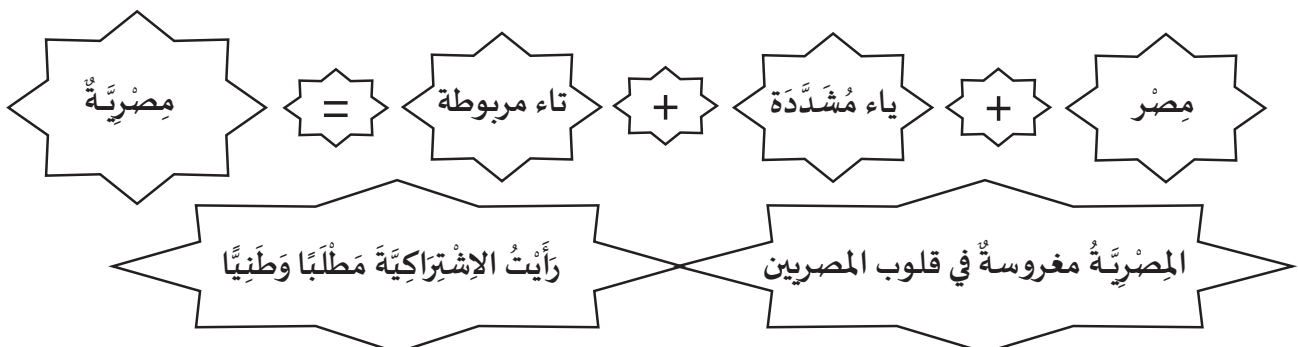 مِصْر + ياء مُشَدَّدَة + تاء مربوطة = مِصْرِيَّةٌ
المِصْرِيَّةُ مغروسةٌ في قلوب المصريين
رَأَيْتُ الاِشْتِرَاكِيَّةَ مَطْلَبًا وَطَنِيًّا